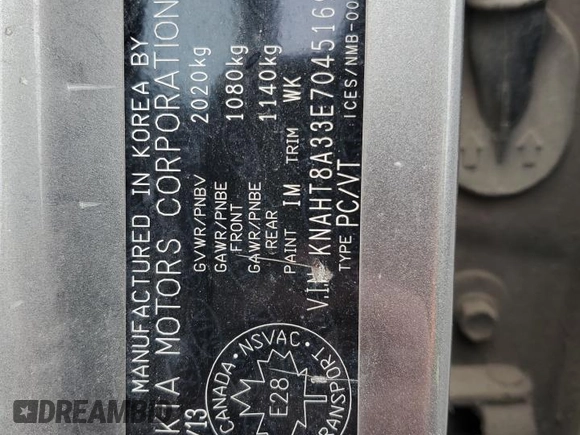 MANUFACTURED IN KOREA BY
KIA MOTORS CORPORATION
/13
GVWR/PNBV 2020kg
GAWR/PNBE FRONT 1080kg
GAWR/PNBE REAR 1140kg
PAINT IM TRIM WK
V.I.N. KNAHT8A33E704516
TYPE PC/VT
ICES/NMB-00
CANADA · NSVAC · TRANSPORT ·
E28
DREAMBID